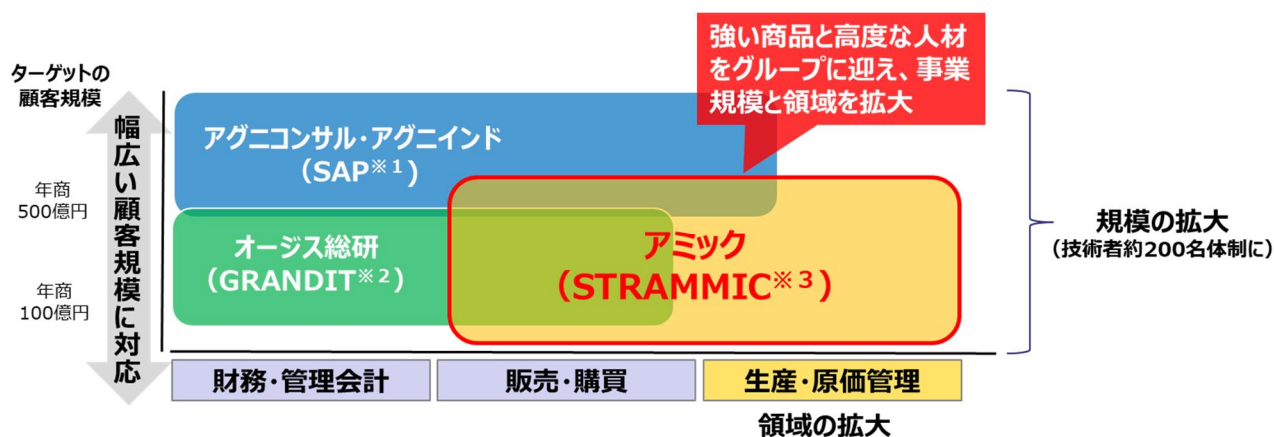 強い商品と高度な人材
をグループに迎え、事業
規模と領域を拡大
ターゲットの
顧客規模
幅広い顧客規模に対応
年商
500億円
年商
100億円
アグニコンサル・アグニインド
（SAP※1）
オージス総研
（GRANDIT※2）
アミック
（STRAMMIC※3）
規模の拡大
（技術者約200名体制に）
財務・管理会計
販売・購買
生産・原価管理
領域の拡大